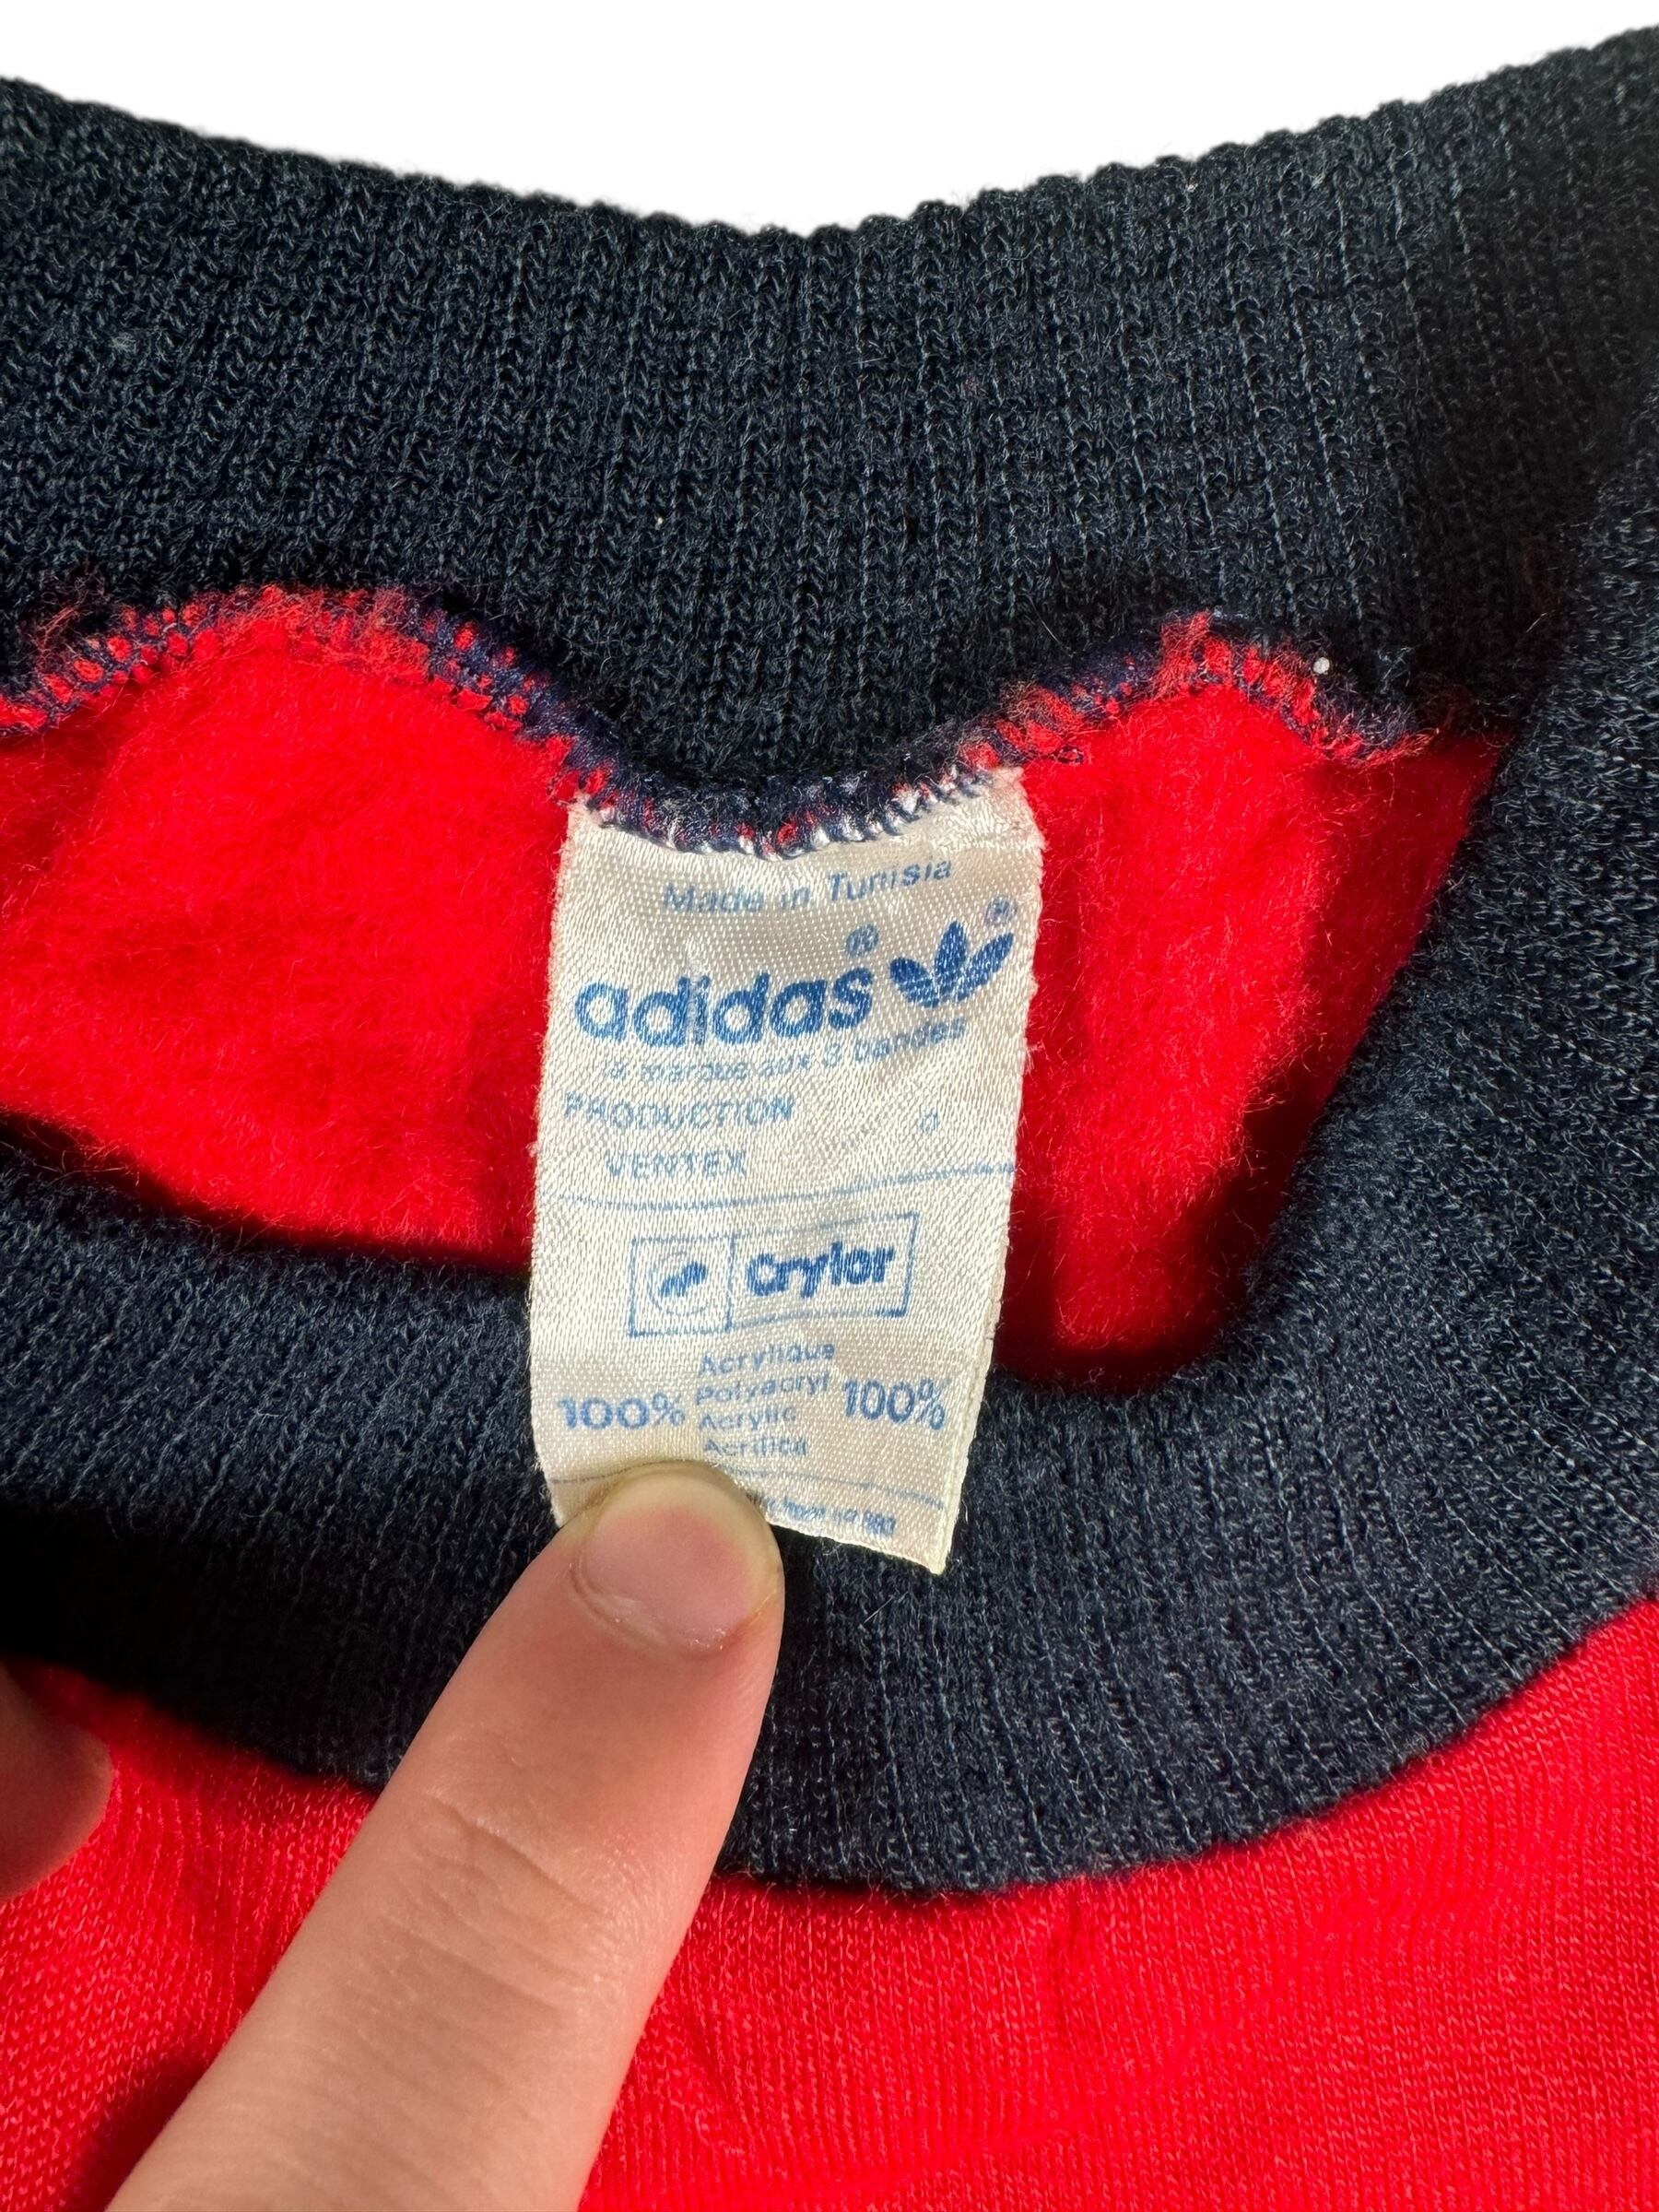 Made in Tunisia
adidas® ®
la marque aux 3 bandes
PRODUCTION
VENTEX
Crylor
Acrylique
Polyacryl
100% Acrylic 100%
Acrilica